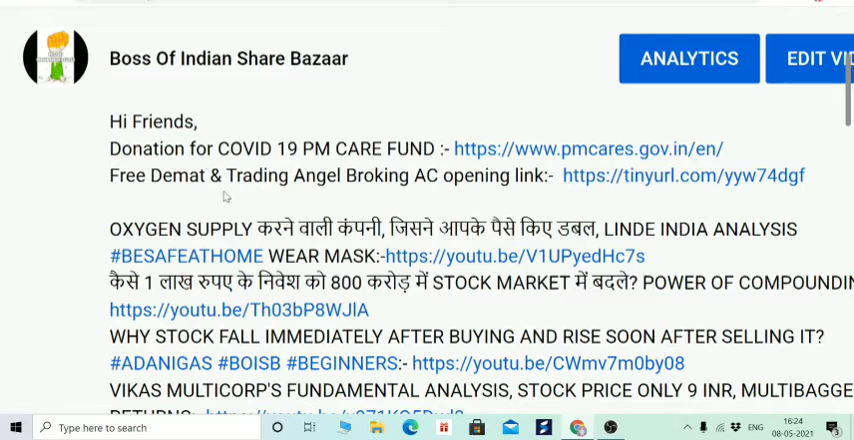 Boss Of Indian Share Bazaar
ANALYTICS
EDIT VI
Hi Friends,
Donation for COVID 19 PM CARE FUND :- https://www.pmcares.gov.in/en/
Free Demat & Trading Angel Broking AC opening link:- https://tinyurl.com/yyw74dgf
OXYGEN SUPPLY करने वाली कंपनी, जिसने आपके पैसे किए डबल, LINDE INDIA ANALYSIS
#BESAFEATHOME WEAR MASK:-https://youtu.be/V1UPyedHc7s
कैसे 1 लाख रुपए के निवेश को 800 करोड़ में STOCK MARKET में बदले? POWER OF COMPOUNDIN
https://youtu.be/Th03bP8WJlA
WHY STOCK FALL IMMEDIATELY AFTER BUYING AND RISE SOON AFTER SELLING IT?
#ADANIGAS #BOISB #BEGINNERS:- https://youtu.be/CWmv7m0by08
VIKAS MULTICORP'S FUNDAMENTAL ANALYSIS, STOCK PRICE ONLY 9 INR, MULTIBAGGE
Type here to search
ENG
16:24
08-05-2021
3